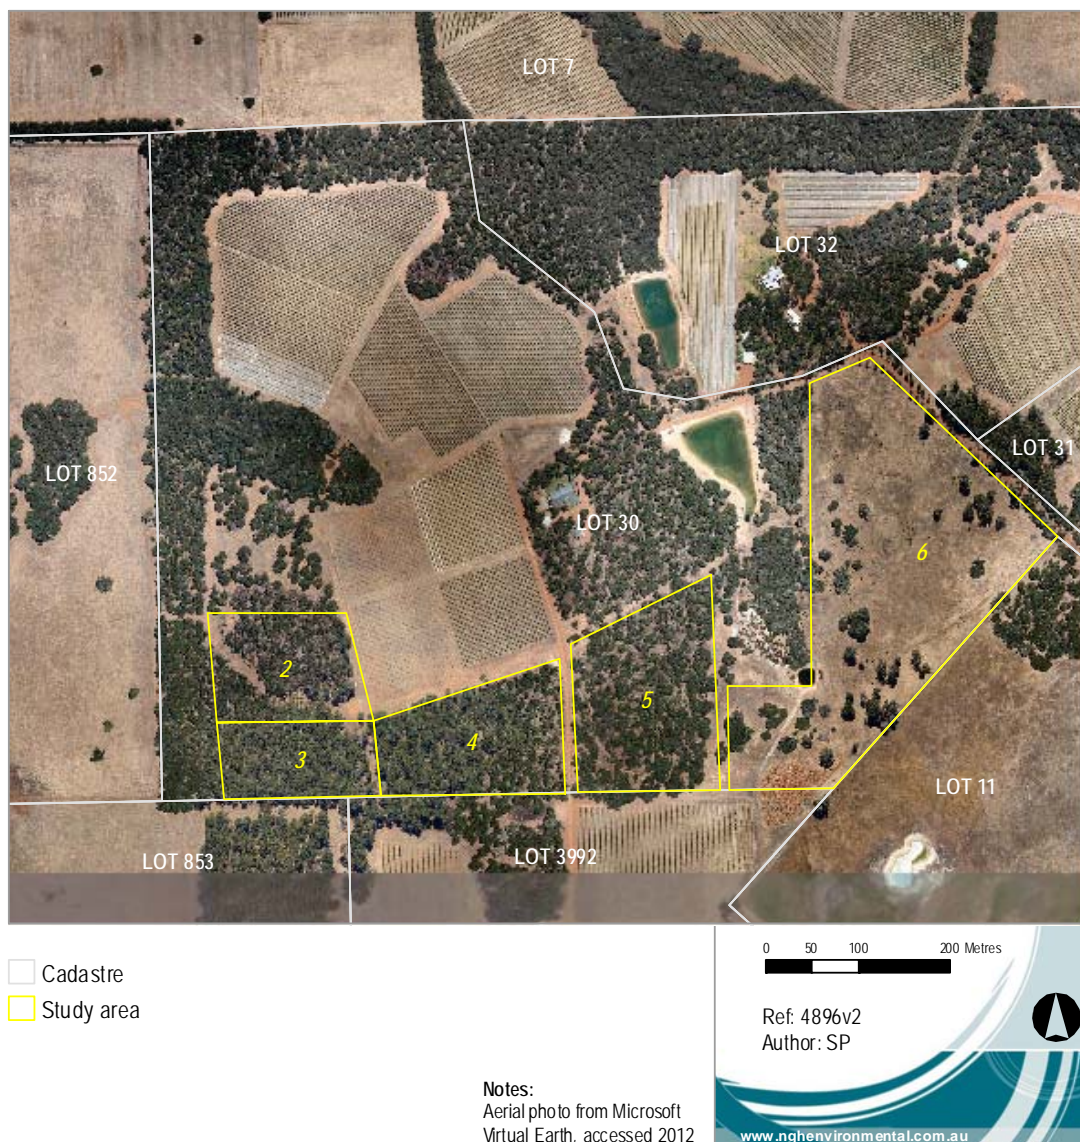 LOT 7
LOT 32
LOT 31
LOT 852
LOT 30
6
2
5
4
3
LOT 11
LOT 853
LOT 3992
Cadastre
Study area
0 50 100 200 Metres
Ref: 4896v2
Author: SP
Notes:
Aerial photo from Microsoft
Virtual Earth, accessed 2012
www.nghenvironmental.com.au